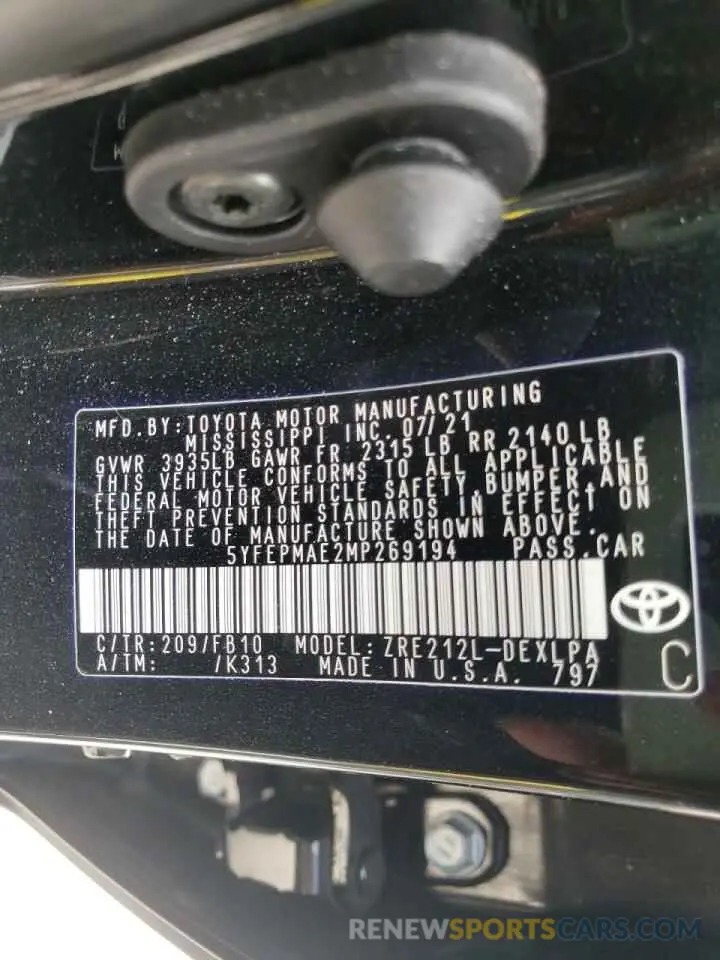 MFD.BY:TOYOTA MOTOR MANUFACTURING
MISSISSIPPI INC. 07/21
GVWR 3935LB GAWR FR 2315 LB RR 2140 LB
THIS VEHICLE CONFORMS TO ALL APPLICABLE
FEDERAL MOTOR VEHICLE SAFETY, BUMPER,AND
THEFT PREVENTION STANDARDS IN EFFECT ON
THE DATE OF MANUFACTURE SHOWN ABOVE.
5YFEPMAE2MP269194 PASS.CAR
C/TR:209/FB10 MODEL:ZRE212L-DEXLPA
A/TM: /K313 MADE IN U.S.A. 797
C
RENEWSPORTSCARS.COM